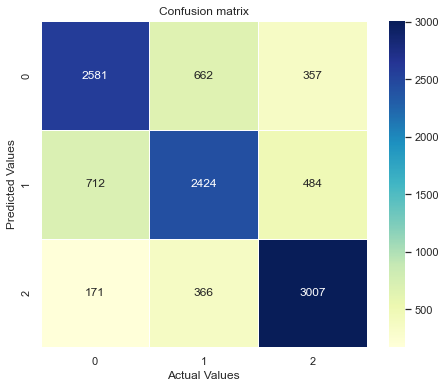 Confusion matrix
3000
0 2581 662 357
2500
2000
Predicted Values
1 712 2424 484
1500
1000
2 171 366 3007
500
0 1 2
Actual Values